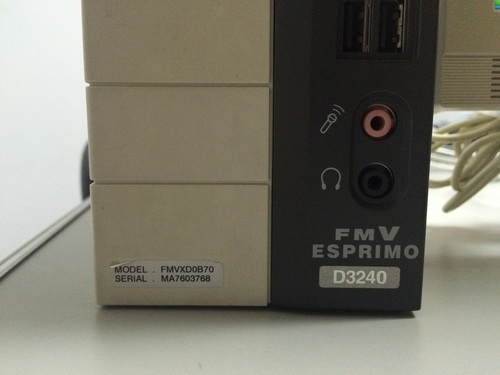 FMV
ESPRIMO
D3240
MODEL . FMVXD0B70
SERIAL . MA7603768